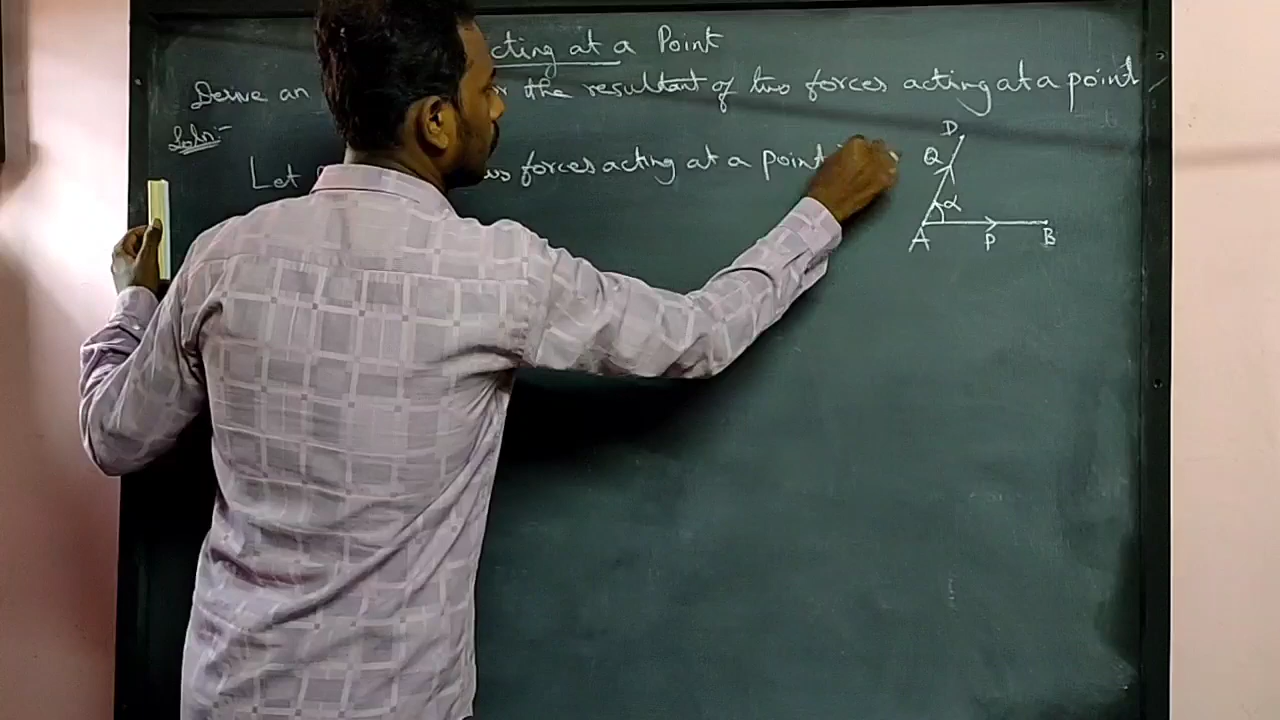 cting at a Point
Derive an the resultant of two forces acting at a point
Soln:-
Let forces acting at a point
D
Q
α
A P B